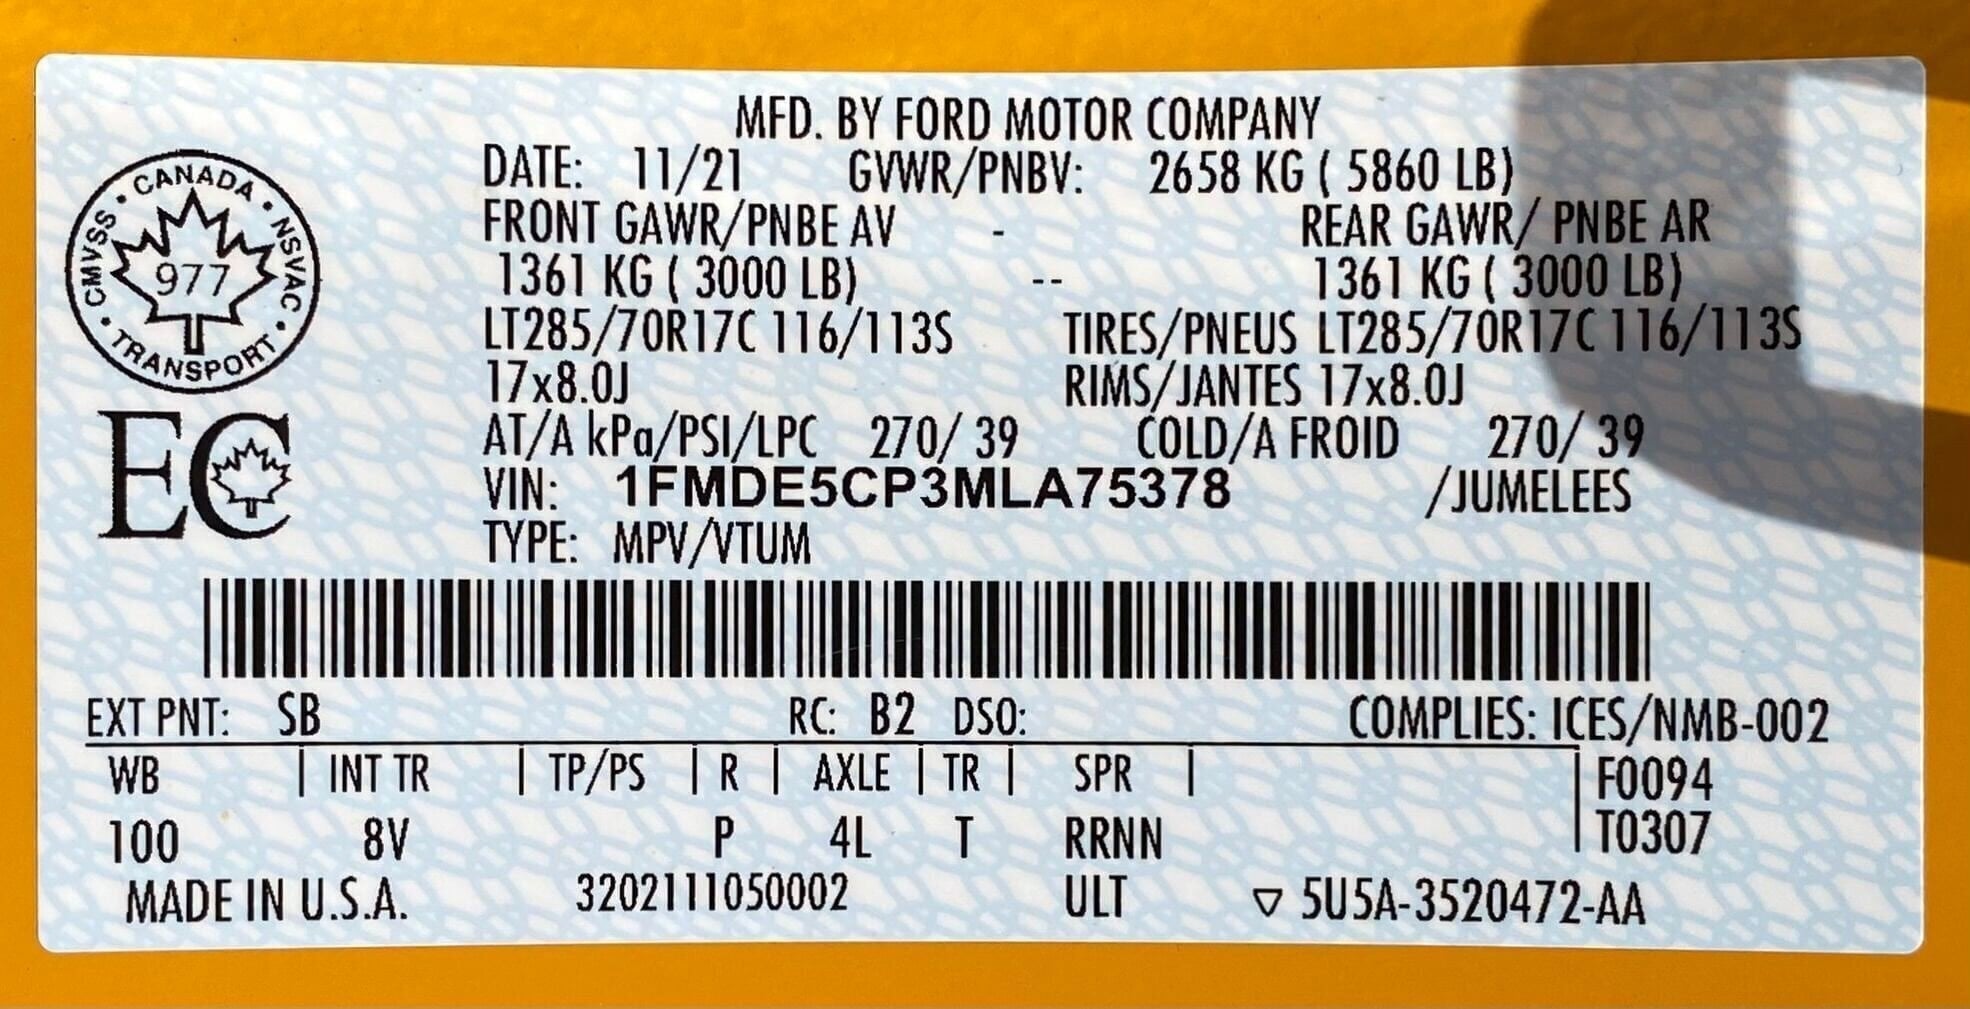 MFD. BY FORD MOTOR COMPANY
DATE: 11/21 GVWR/PNBV: 2658 KG ( 5860 LB)
FRONT GAWR/PNBE AV - REAR GAWR/ PNBE AR
1361 KG ( 3000 LB) -- 1361 KG ( 3000 LB)
LT285/70R17C 116/113S TIRES/PNEUS LT285/70R17C 116/113S
17x8.0J RIMS/JANTES 17x8.0J
AT/A kPa/PSI/LPC 270/ 39 COLD/A FROID 270/ 39
VIN: 1FMDE5CP3MLA75378 /JUMELEES
TYPE: MPV/VTUM
CANADA • NSVAC • TRANSPORT • CMVSS •
977
EC
EXT PNT: SB RC: B2 DSO: COMPLIES: ICES/NMB-002
WB | INT TR | TP/PS | R | AXLE | TR | SPR | F0094
100 8V P 4L T RRNN T0307
MADE IN U.S.A. 3202111050002 ULT ▽ 5U5A-3520472-AA